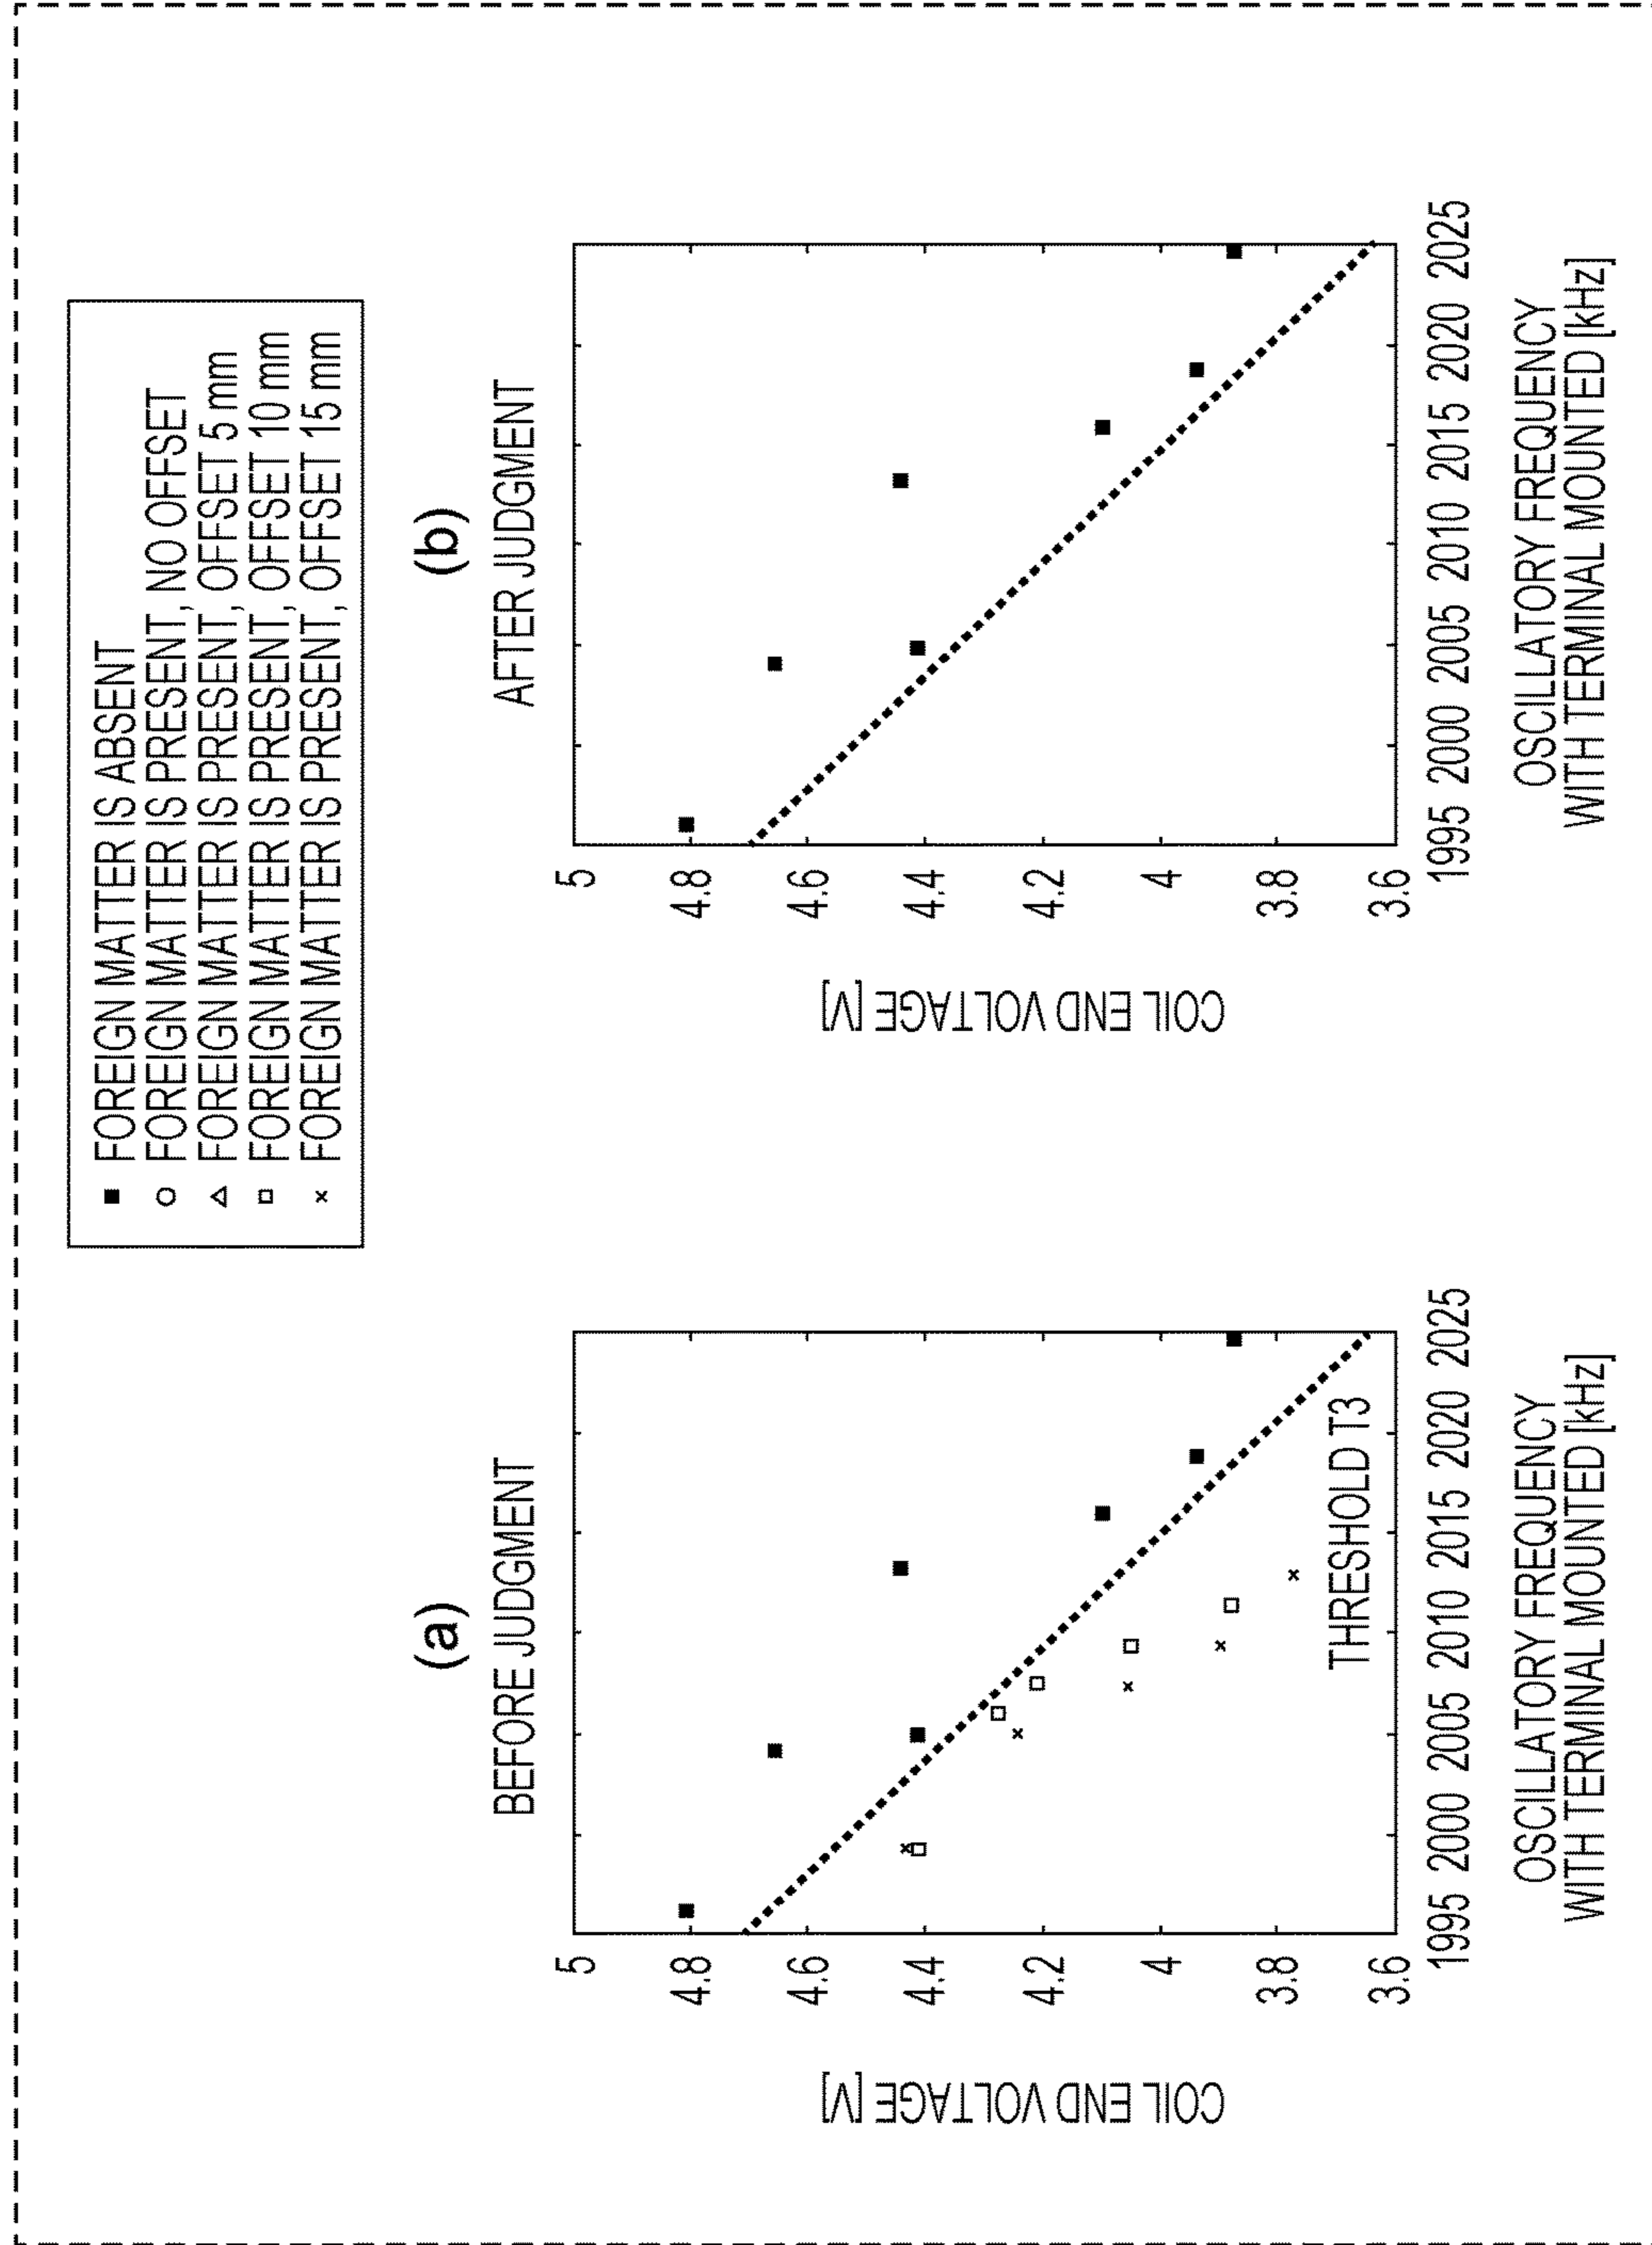 ■ FOREIGN MATTER IS ABSENT
○ FOREIGN MATTER IS PRESENT, NO OFFSET
△ FOREIGN MATTER IS PRESENT, OFFSET 5 mm
□ FOREIGN MATTER IS PRESENT, OFFSET 10 mm
× FOREIGN MATTER IS PRESENT, OFFSET 15 mm
(a)
BEFORE JUDGMENT
COIL END VOLTAGE [V]
5
4.8
4.6
4.4
4.2
4
3.8
3.6
THRESHOLD T3
1995 2000 2005 2010 2015 2020 2025
OSCILLATORY FREQUENCY
WITH TERMINAL MOUNTED [kHz]
(b)
AFTER JUDGMENT
COIL END VOLTAGE [V]
5
4.8
4.6
4.4
4.2
4
3.8
3.6
1995 2000 2005 2010 2015 2020 2025
OSCILLATORY FREQUENCY
WITH TERMINAL MOUNTED [kHz]